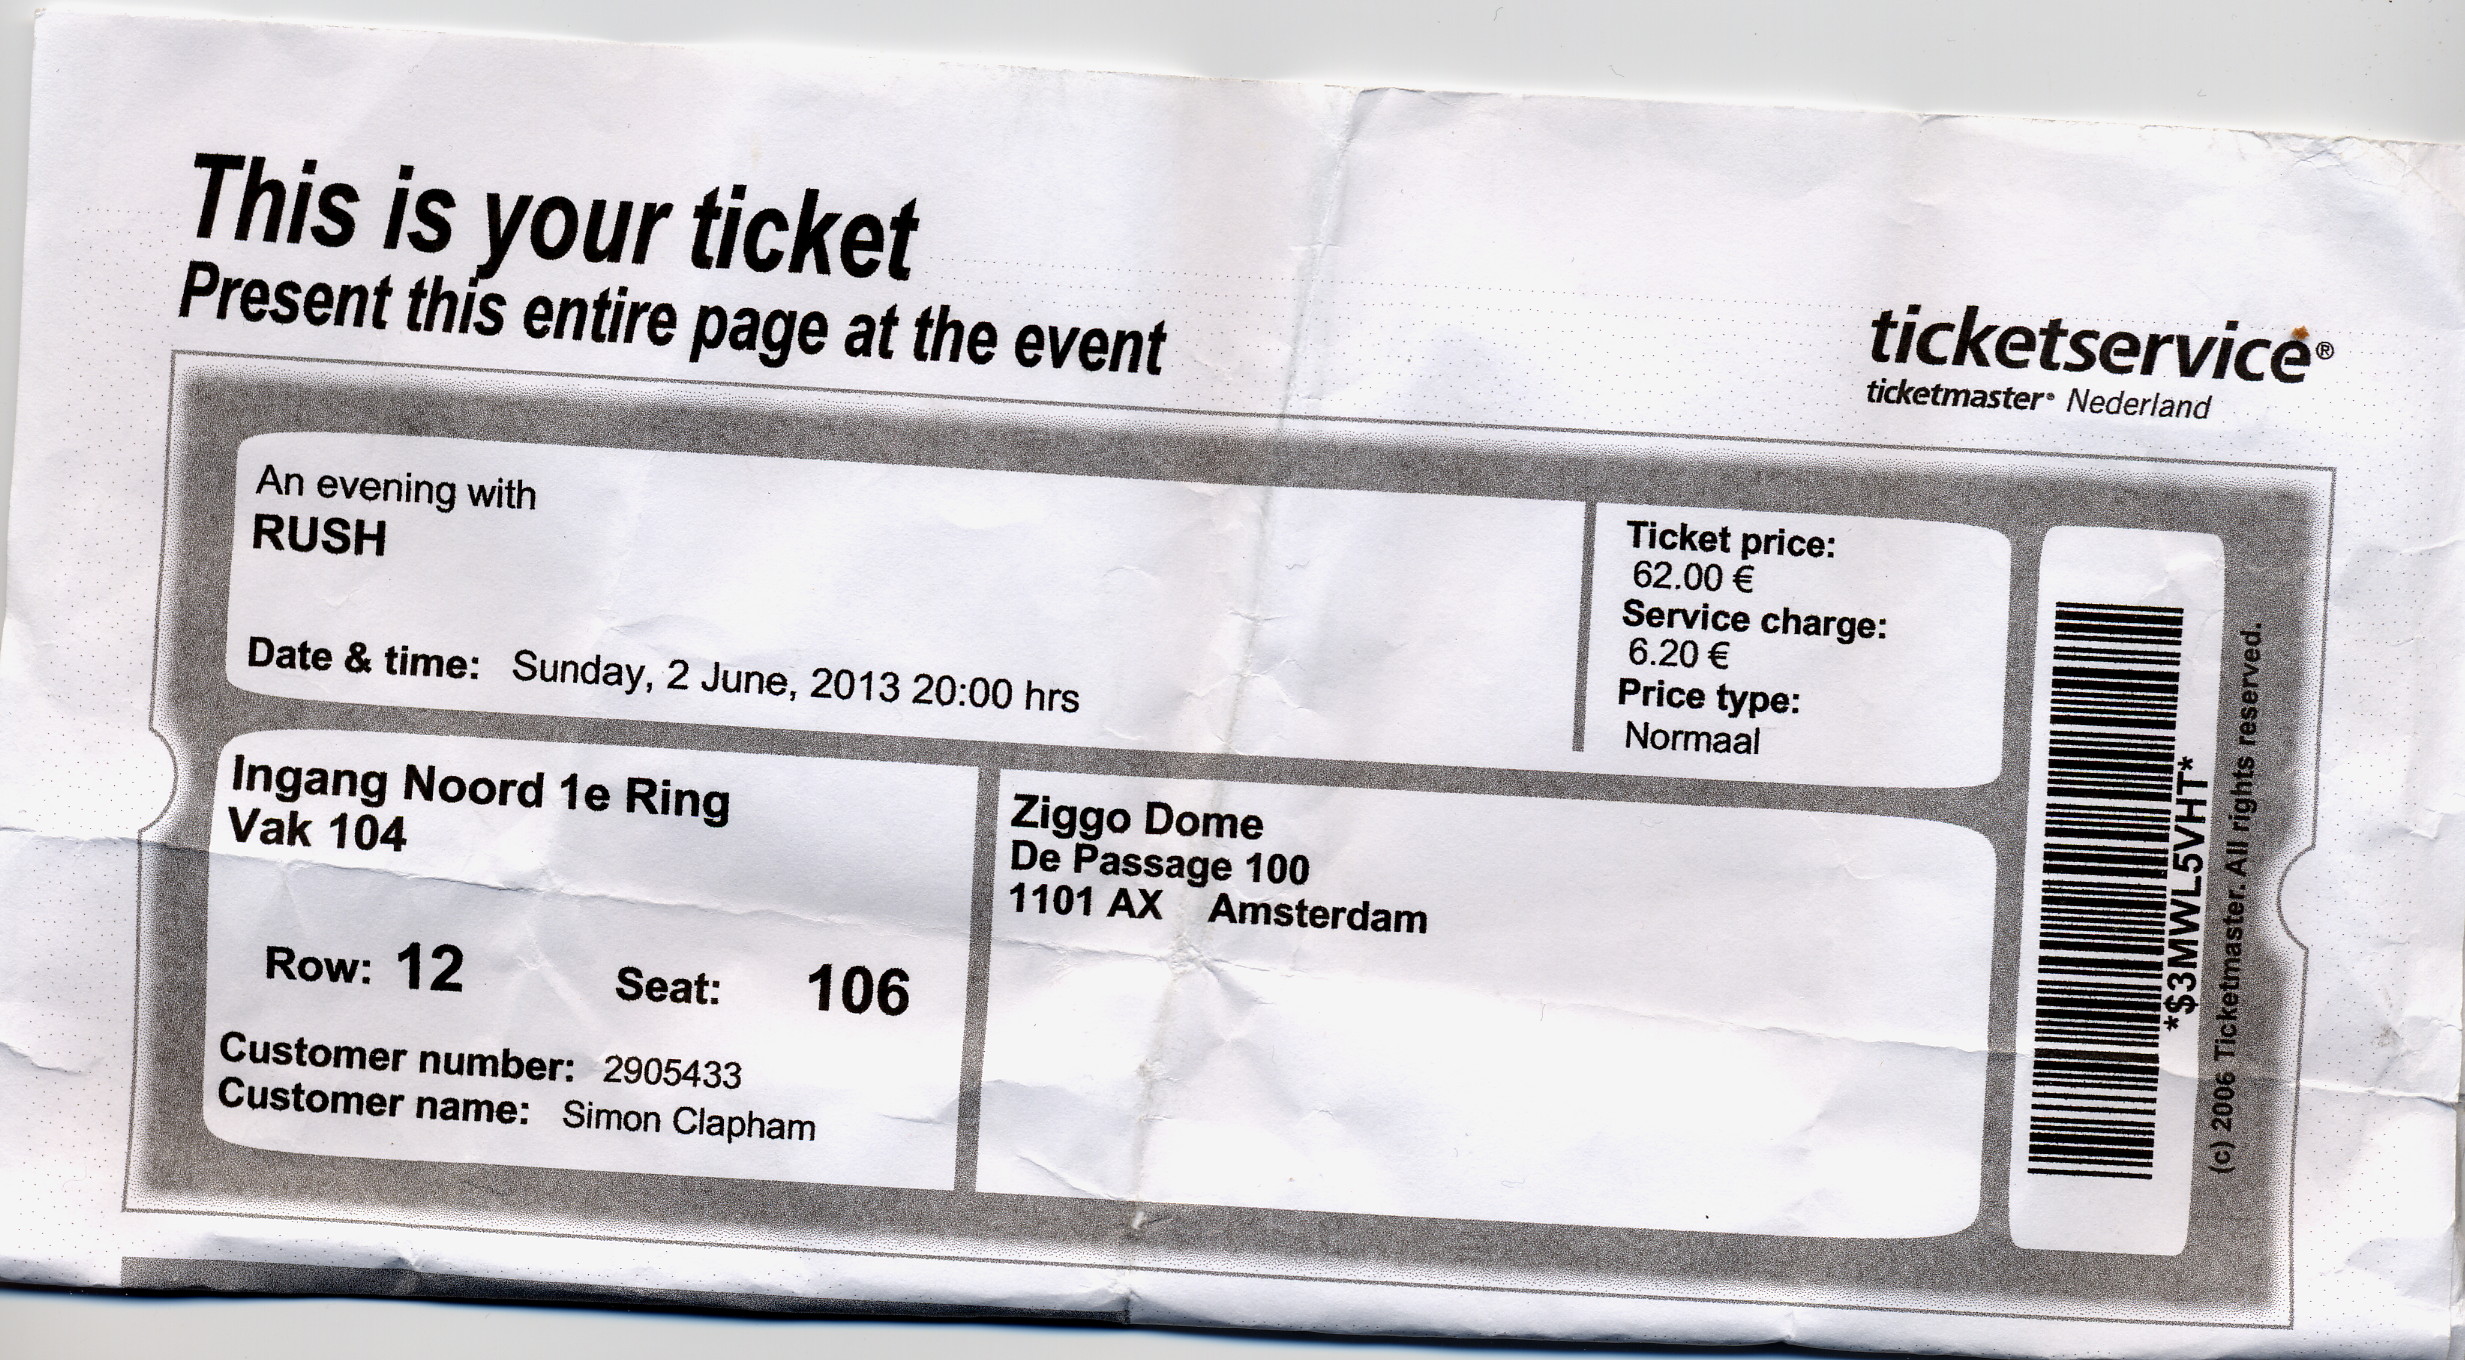 This is your ticket
Present this entire page at the event
ticketservice®
ticketmaster® Nederland
An evening with
RUSH
Date & time: Sunday, 2 June, 2013 20:00 hrs
Ticket price:
62.00 €
Service charge:
6.20 €
Price type:
Normaal
Ingang Noord 1e Ring
Vak 104
Row: 12 Seat: 106
Customer number: 2905433
Customer name: Simon Clapham
Ziggo Dome
De Passage 100
1101 AX Amsterdam
*$3MWL5VHT*
(c) 2006 Ticketmaster. All rights reserved.